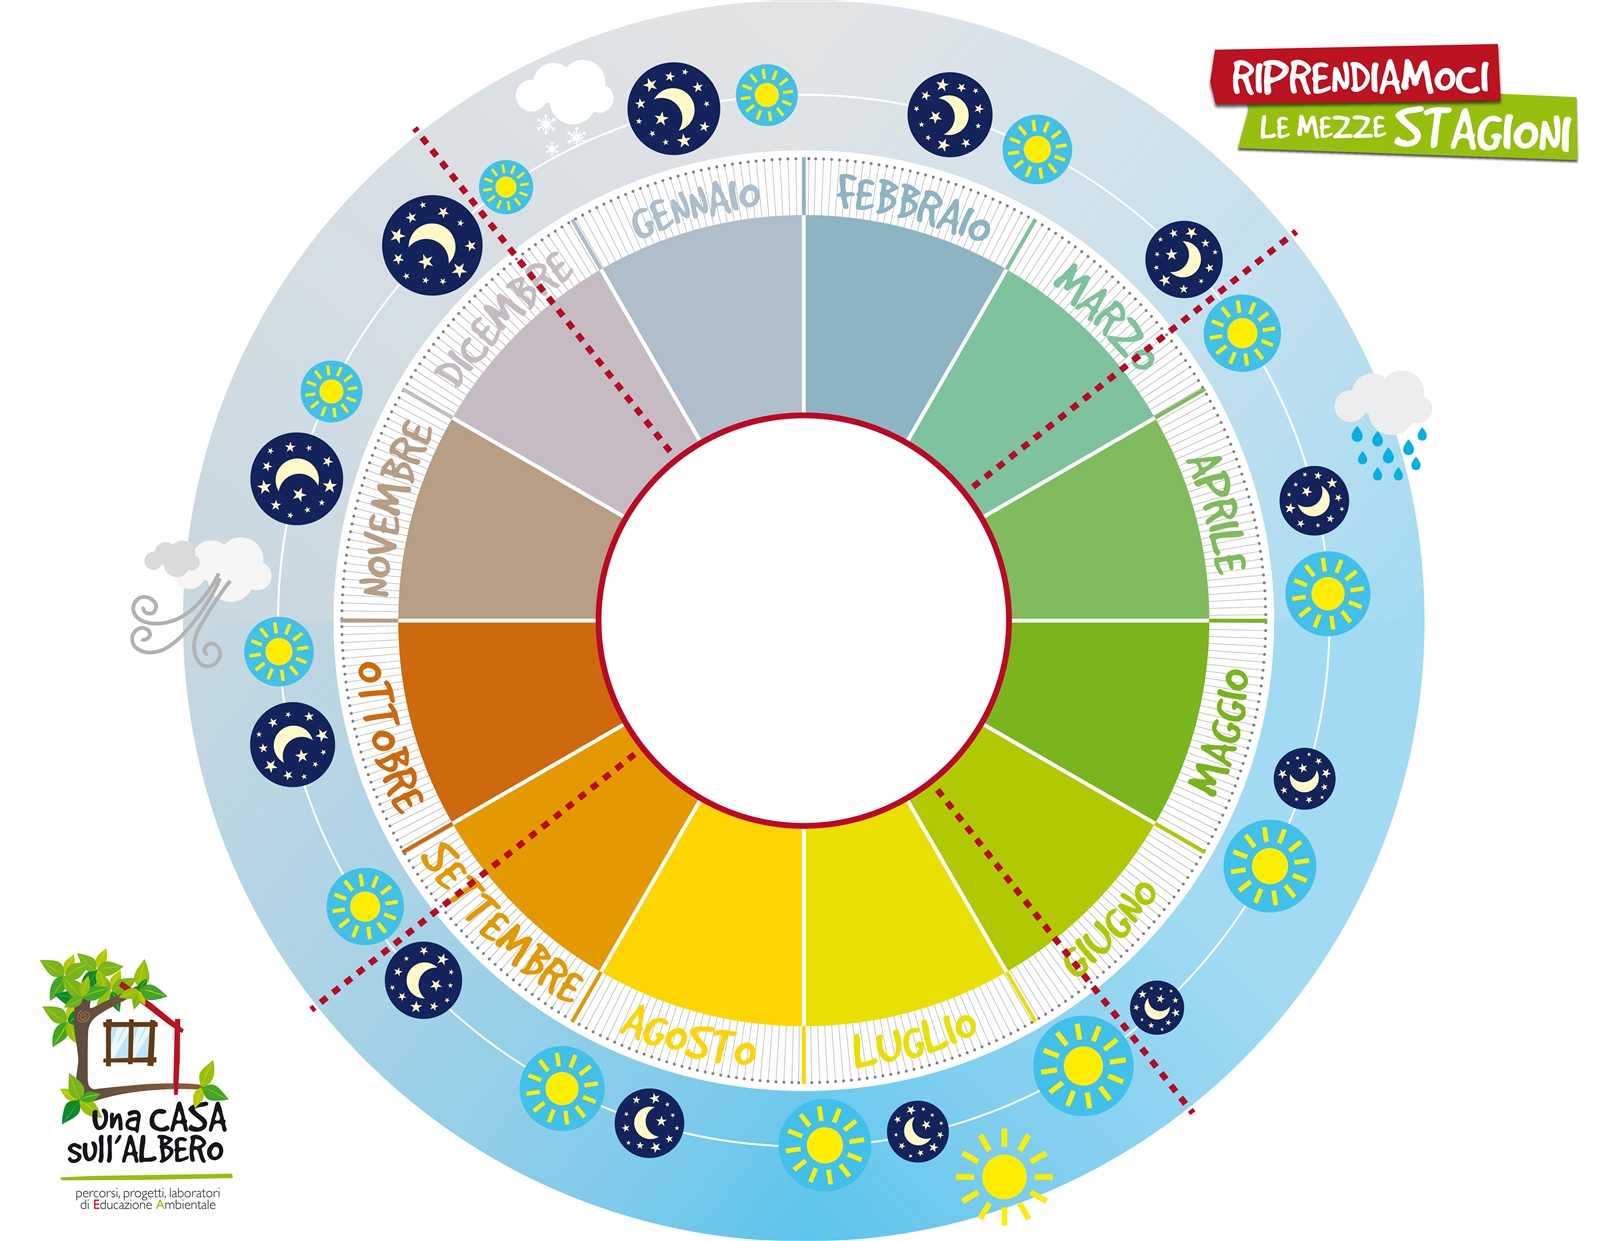 RIPRENDIAMOCI
LE MEZZE STAGIONI
GENNAIO
FEBBRAIO
MARZO
APRILE
MAGGIO
GIUGNO
LUGLIO
AGOSTO
SETTEMBRE
OTTOBRE
NOVEMBRE
DICEMBRE
una CASA
sull'ALBERO
percorsi, progetti, laboratori
di Educazione Ambientale